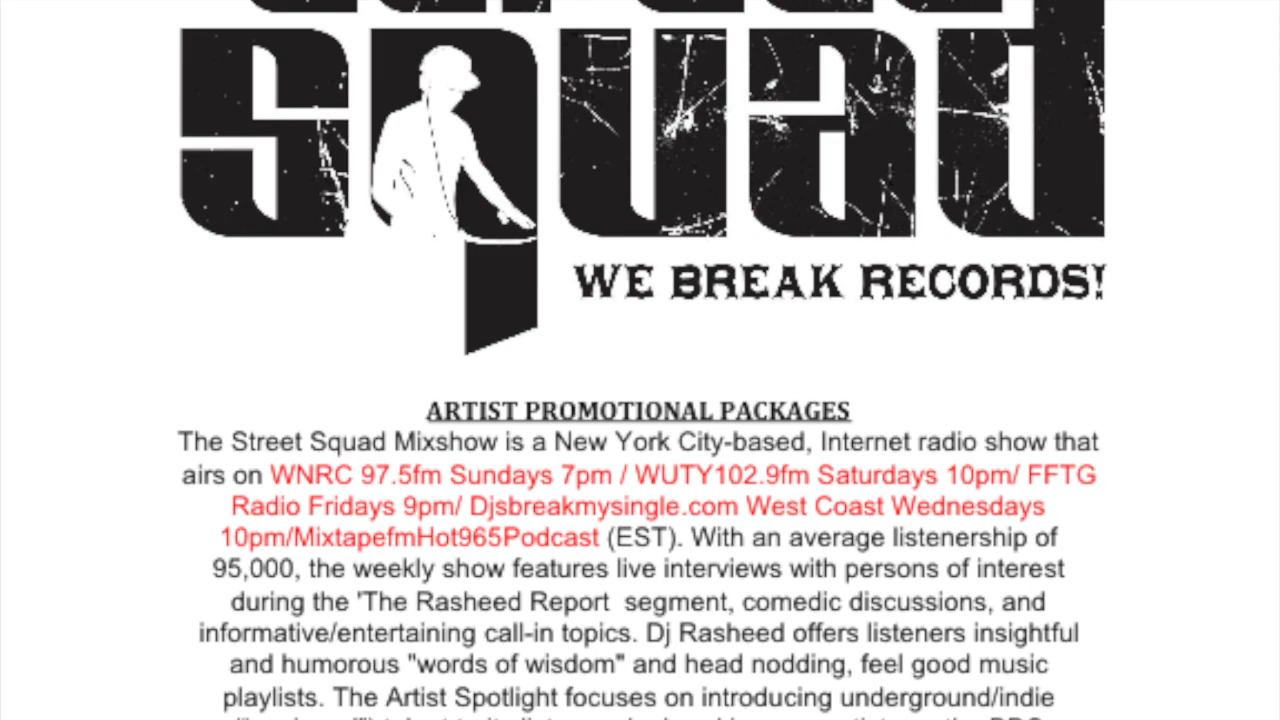 squad
WE BREAK RECORDS!
ARTIST PROMOTIONAL PACKAGES
The Street Squad Mixshow is a New York City-based, Internet radio show that
airs on WNRC 97.5fm Sundays 7pm / WUTY102.9fm Saturdays 10pm/ FFTG
Radio Fridays 9pm/ Djsbreakmysingle.com West Coast Wednesdays
10pm/MixtapefmHot965Podcast (EST). With an average listenership of
95,000, the weekly show features live interviews with persons of interest
during the 'The Rasheed Report  segment, comedic discussions, and
informative/entertaining call-in topics. Dj Rasheed offers listeners insightful
and humorous "words of wisdom" and head nodding, feel good music
playlists. The Artist Spotlight focuses on introducing underground/indie